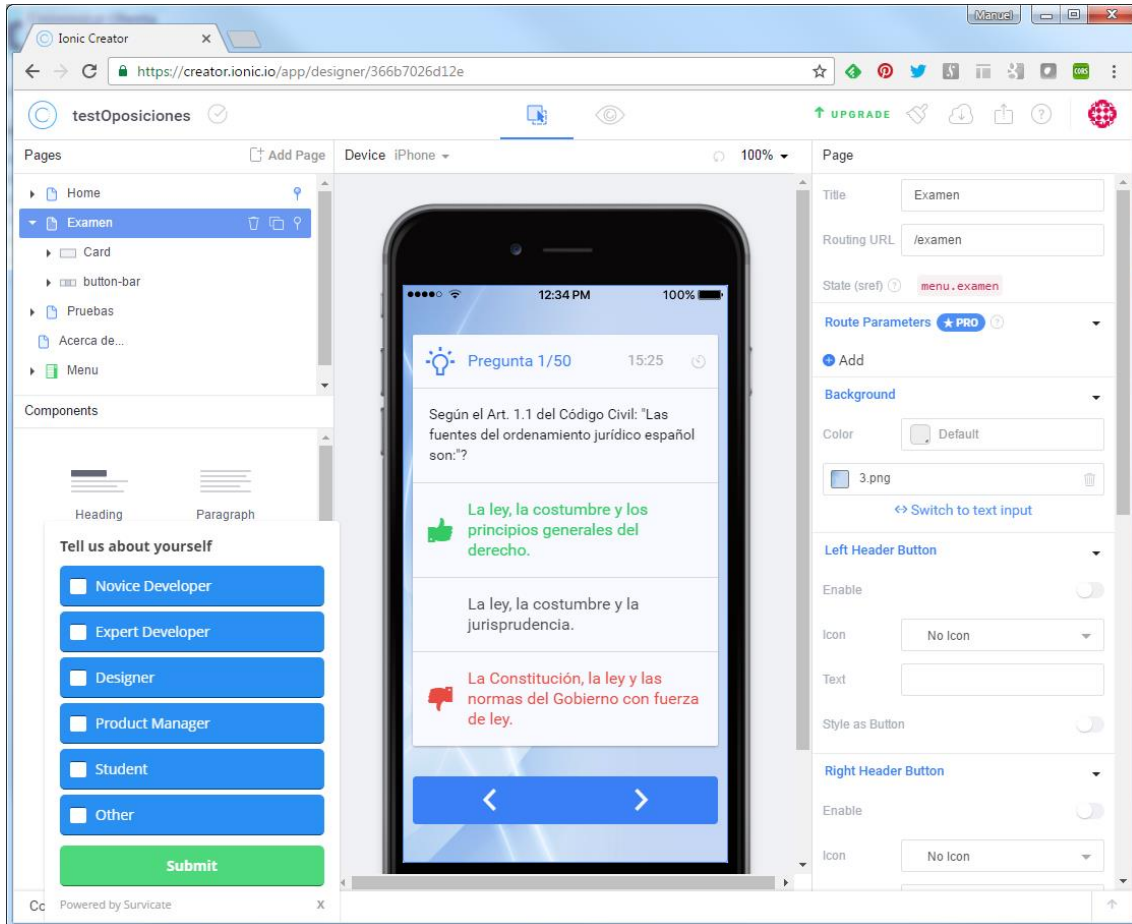 Manuel
Ionic Creator
https://creator.ionic.io/app/designer/366b7026d12e
CORS
testOposiciones
UPGRADE
Pages
Add Page
Device iPhone
100%
Page
Home
Examen
Card
button-bar
Pruebas
Acerca de...
Menu
Components
Heading
Paragraph
Tell us about yourself
Novice Developer
Expert Developer
Designer
Product Manager
Student
Other
Submit
Powered by Survicate
X
12:34 PM
100%
Pregunta 1/50
15:25
Según el Art. 1.1 del Código Civil: "Las
fuentes del ordenamiento jurídico español
son:"?
La ley, la costumbre y los
principios generales del
derecho.
La ley, la costumbre y la
jurisprudencia.
La Constitución, la ley y las
normas del Gobierno con fuerza
de ley.
Title
Examen
Routing URL
/examen
State (sref)
menu.examen
Route Parameters
PRO
Add
Background
Color
Default
3.png
Switch to text input
Left Header Button
Enable
Icon
No Icon
Text
Style as Button
Right Header Button
Enable
Icon
No Icon